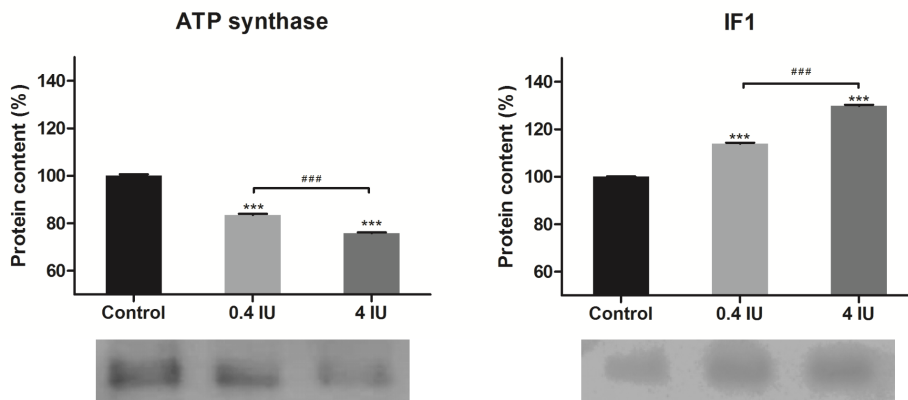 ATP synthase
Protein content (%)
140
120
100
80
60
###
***
***
Control
0.4 IU
4 IU
IF1
Protein content (%)
140
120
100
80
60
###
***
***
Control
0.4 IU
4 IU